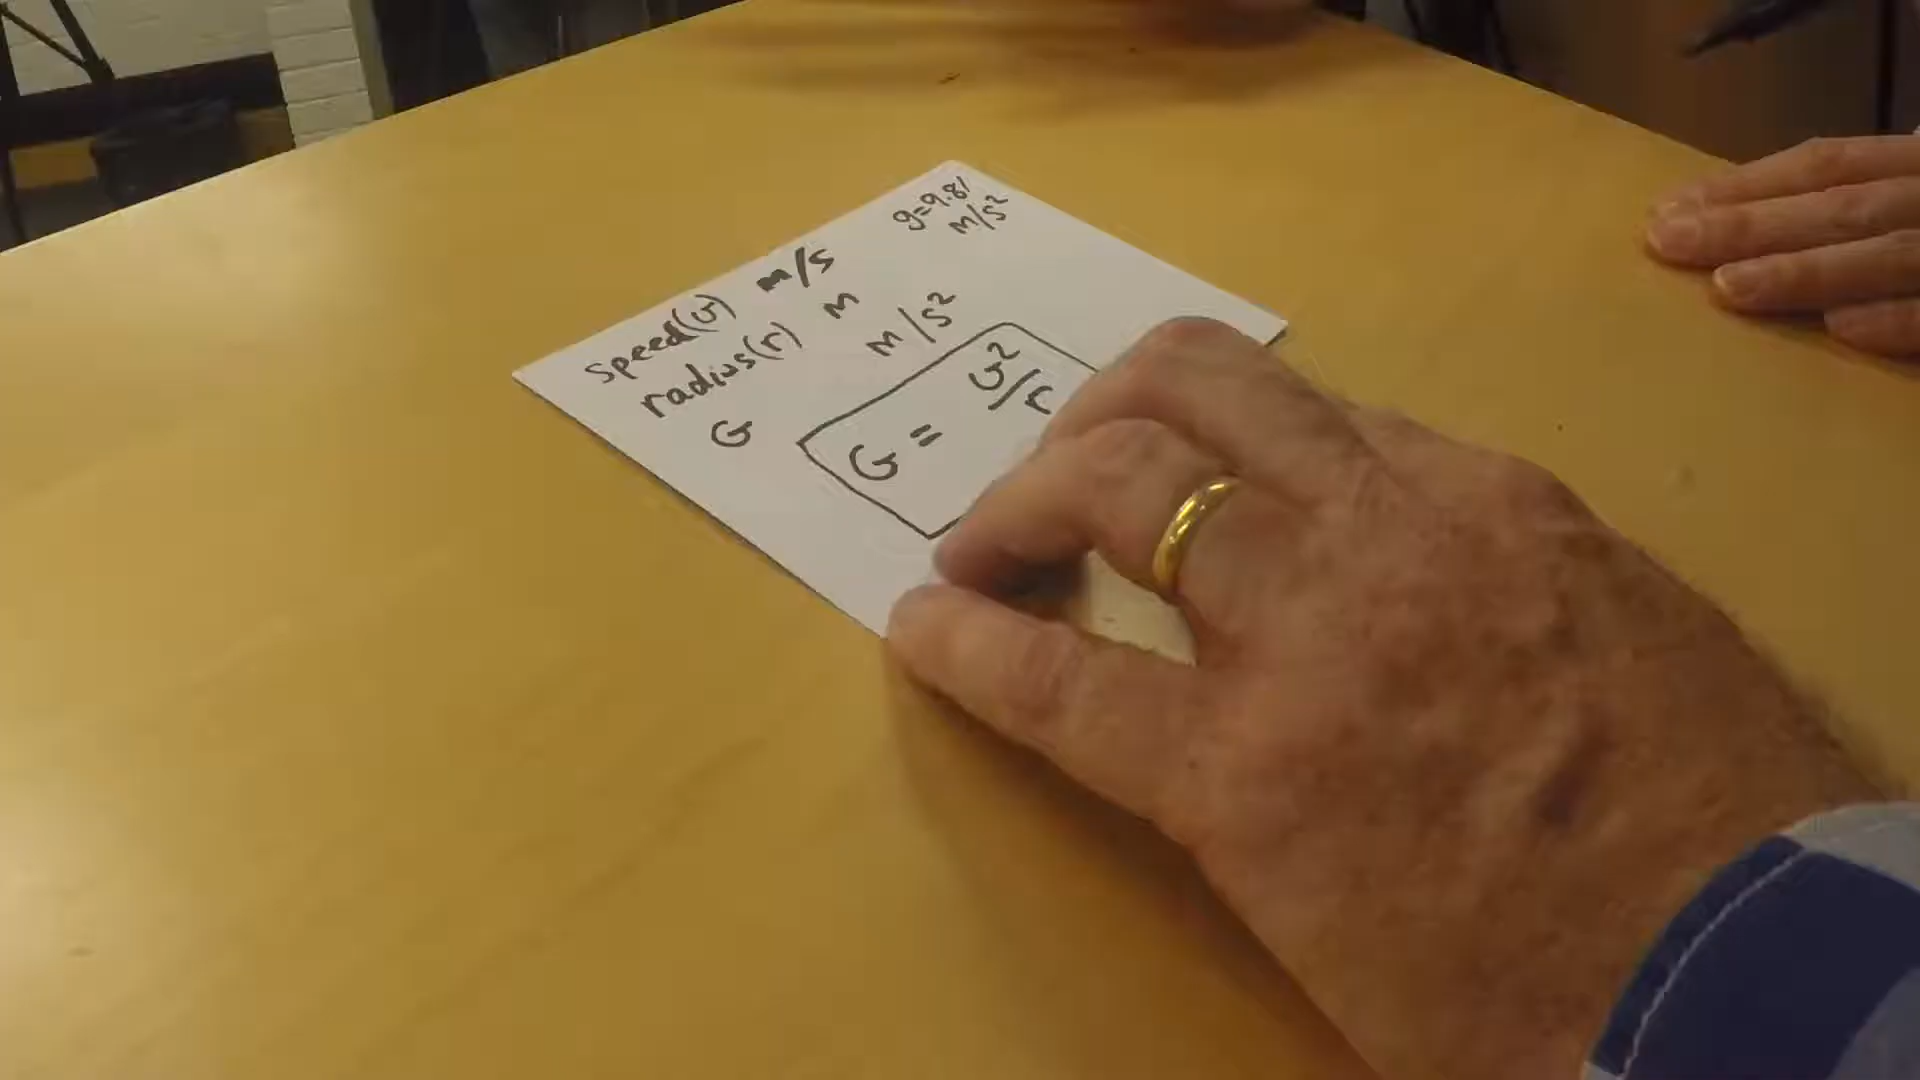 g=9.81
m/s²
speed(v) m/s
radius(r) m
G m/s²
G = v²/r